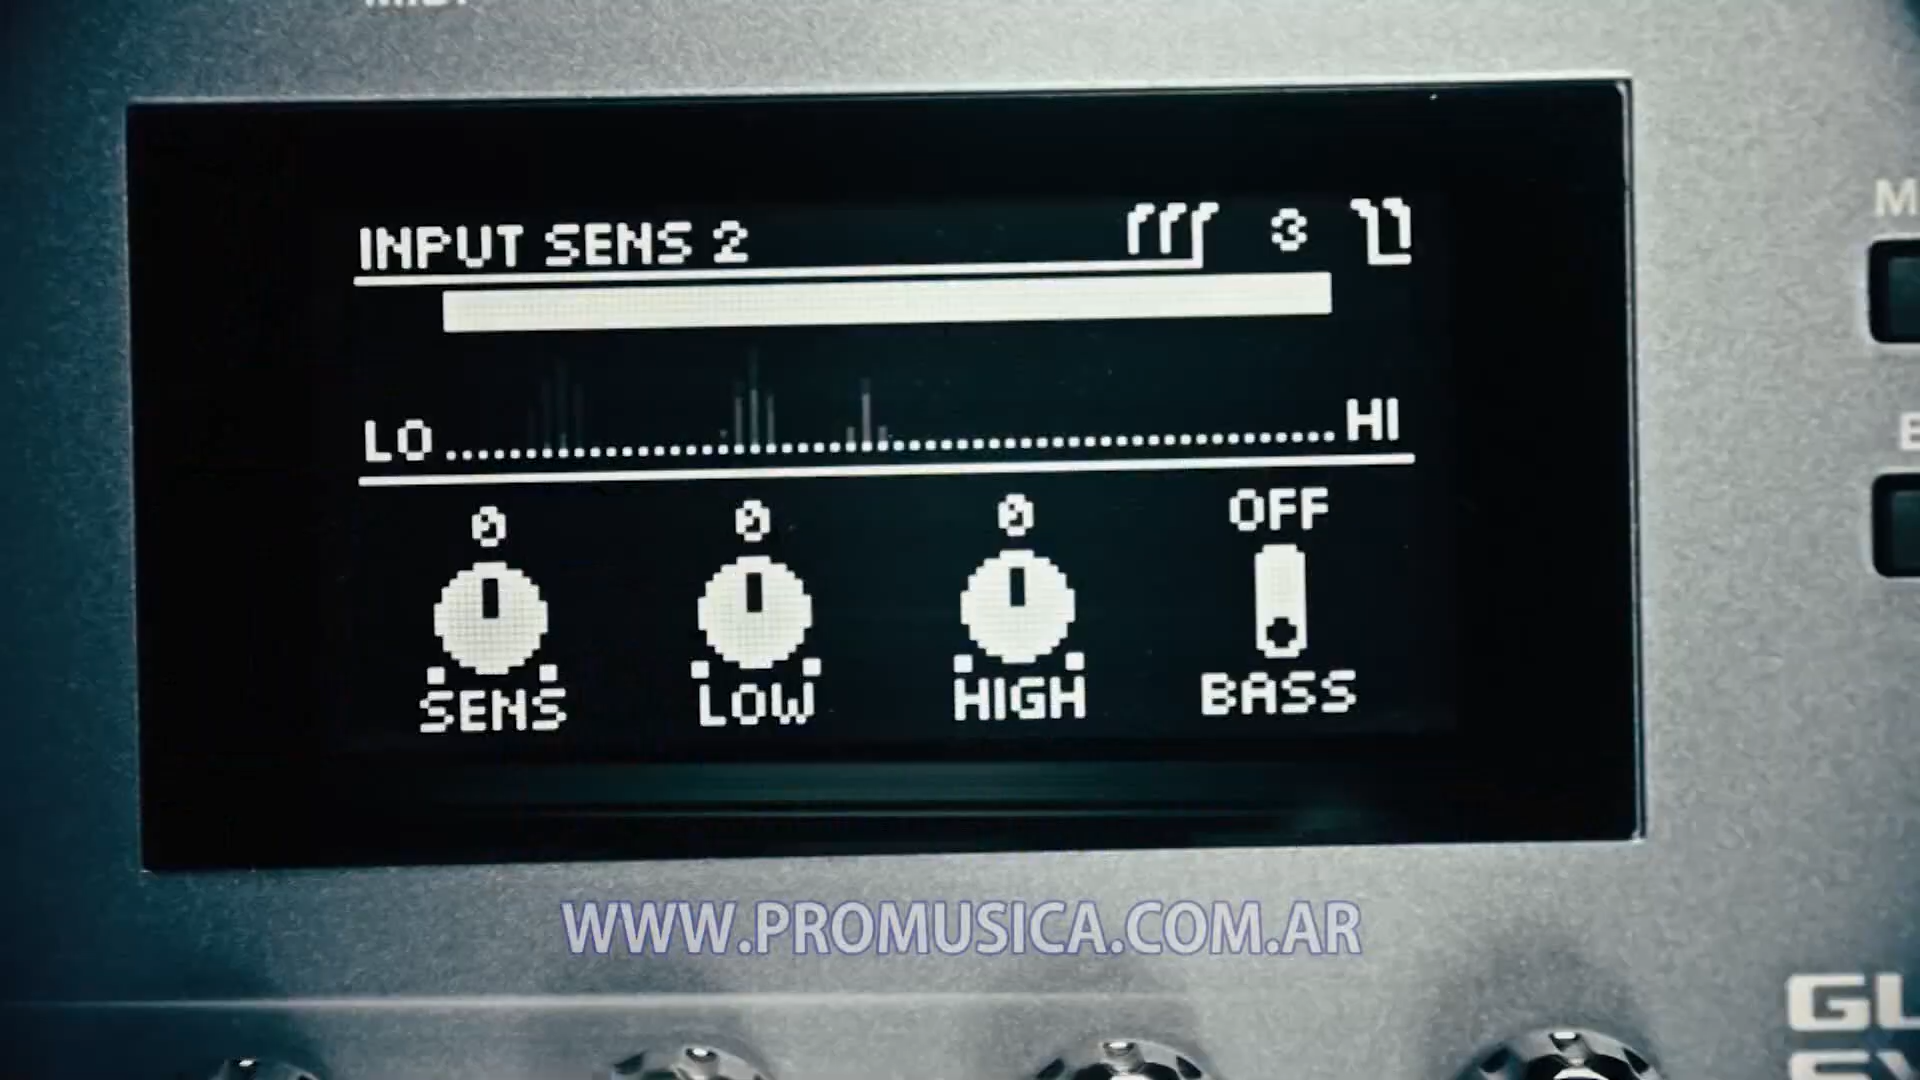 INPUT SENS 2 3
LO HI
0 0 0 OFF
SENS LOW HIGH BASS
WWW.PROMUSICA.COM.AR